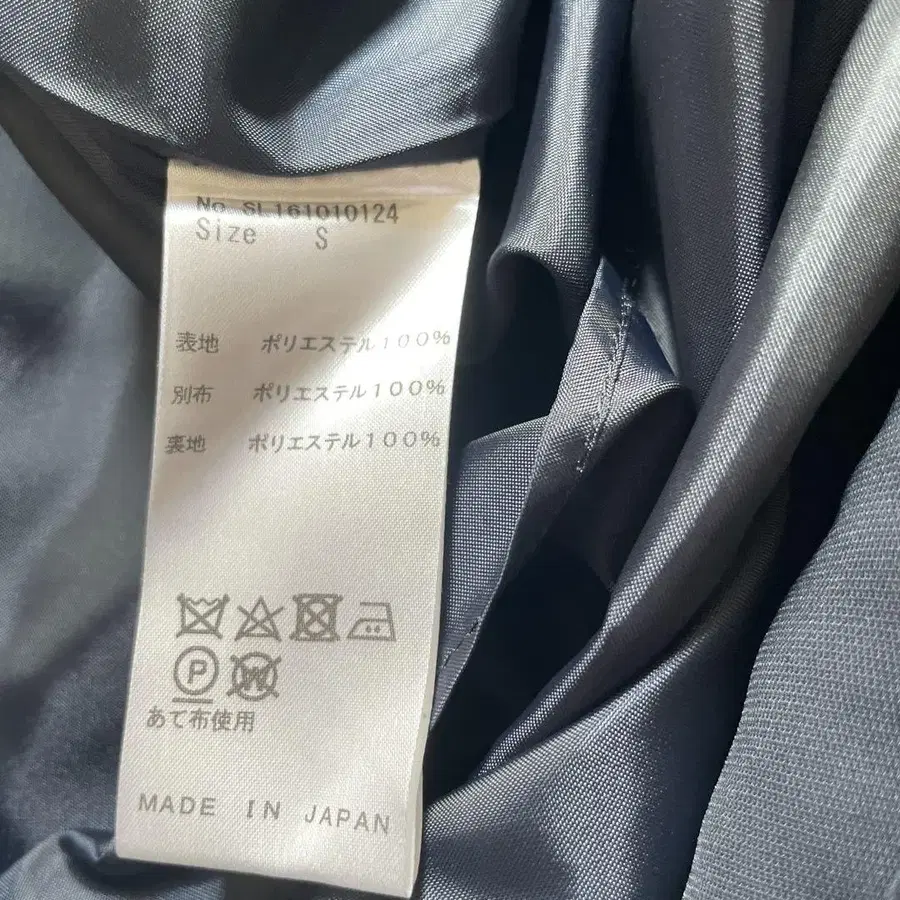 No SL161010124
Size S
表地 ポリエステル100%
別布 ポリエステル100%
裏地 ポリエステル100%
P W
あて布使用
MADE IN JAPAN